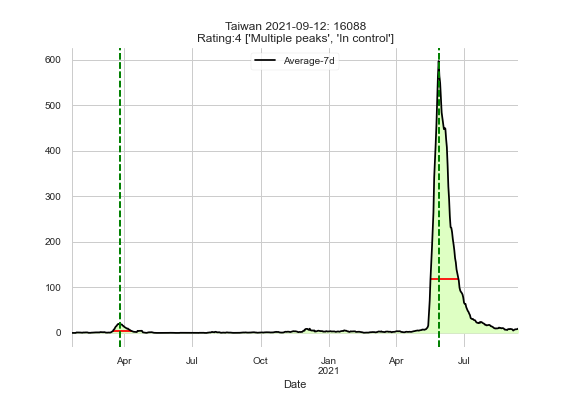 Taiwan 2021-09-12: 16088
Rating:4 ['Multiple peaks', 'In control']
Average-7d
600
500
400
300
200
100
0
Apr
Jul
Oct
Jan
2021
Apr
Jul
Date